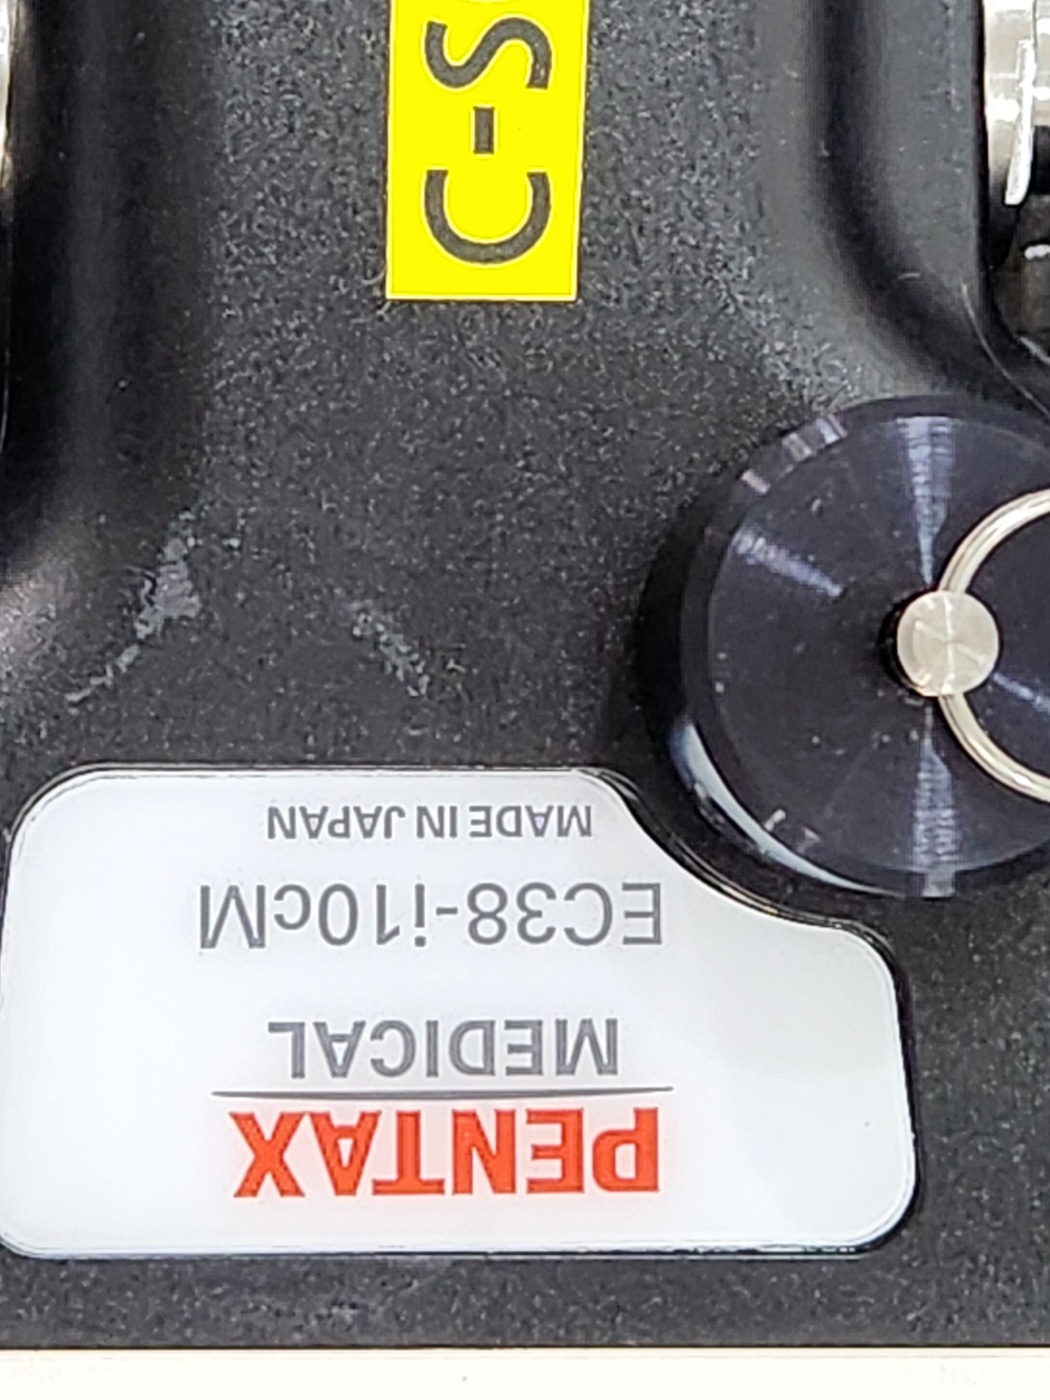 PENTAX
MEDICAL
EC38-i10cM
MADE IN JAPAN
C-S